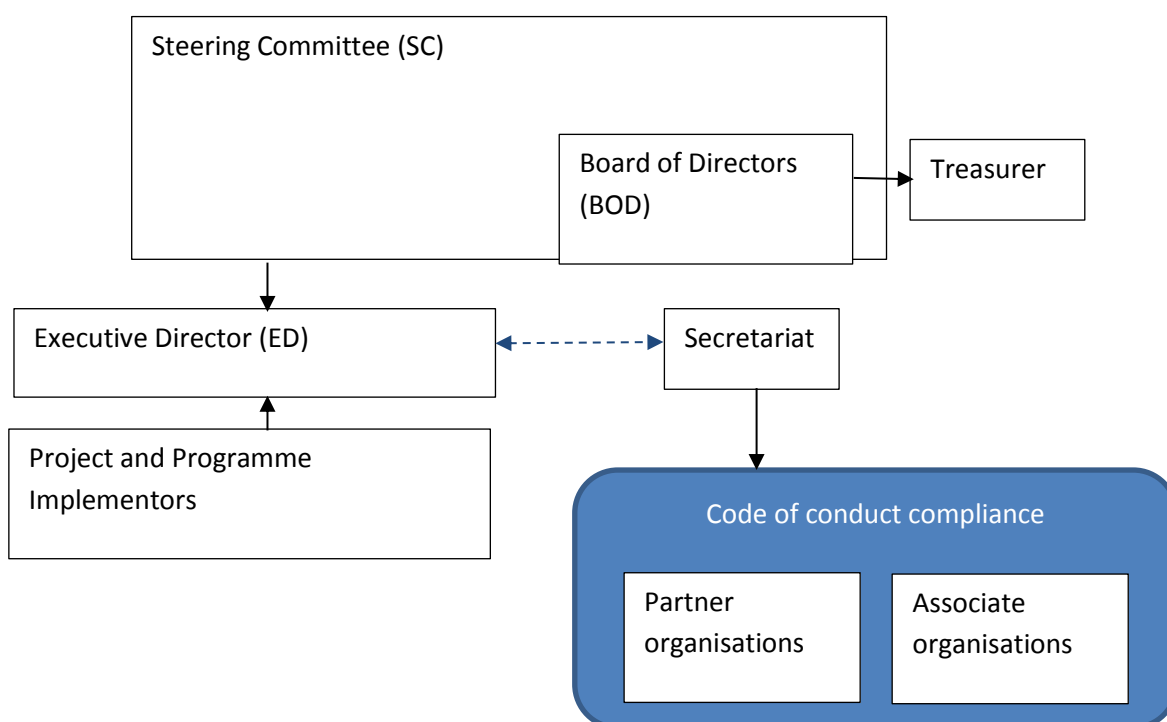 Steering Committee (SC)
Board of Directors
(BOD)
Treasurer
Executive Director (ED)
Secretariat
Project and Programme
Implementors
Code of conduct compliance
Partner
organisations
Associate
organisations